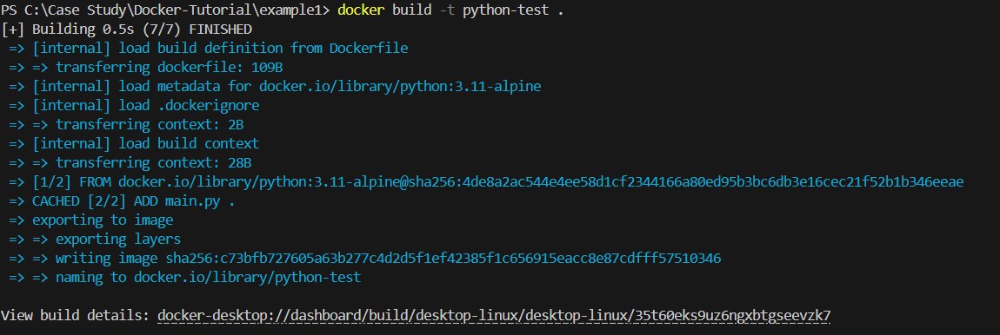 PS C:\Case Study\Docker-Tutorial\example1> docker build -t python-test .
[+] Building 0.5s (7/7) FINISHED
=> [internal] load build definition from Dockerfile
=> => transferring dockerfile: 109B
=> [internal] load metadata for docker.io/library/python:3.11-alpine
=> [internal] load .dockerignore
=> => transferring context: 2B
=> [internal] load build context
=> => transferring context: 28B
=> [1/2] FROM docker.io/library/python:3.11-alpine@sha256:4de8a2ac544e4ee58d1cf2344166a80ed95b3bc6db3e16cec21f52b1b346eeae
=> CACHED [2/2] ADD main.py .
=> exporting to image
=> => exporting layers
=> => writing image sha256:c73bfb727605a63b277c4d2d5f1ef42385f1c656915eacc8e87cdfff57510346
=> => naming to docker.io/library/python-test
View build details: docker-desktop://dashboard/build/desktop-linux/desktop-linux/35t60eks9uz6ngxbtgseevzk7